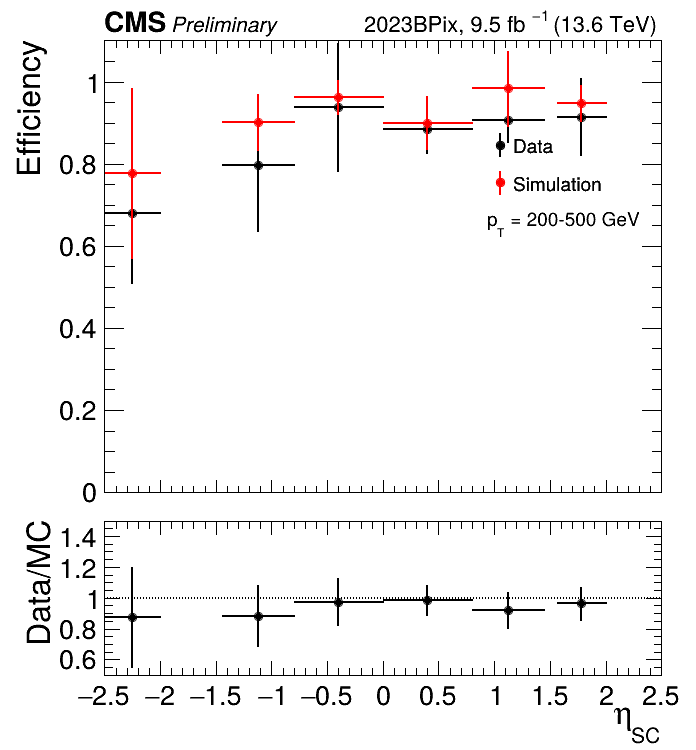 CMS Preliminary 2023BPix, 9.5 fb⁻¹ (13.6 TeV)
Efficiency
1
0.8
0.6
0.4
0.2
0
Data
Simulation
p_T = 200-500 GeV
Data/MC
1.4
1.2
1
0.8
0.6
−2.5 −2 −1.5 −1 −0.5 0 0.5 1 1.5 2 2.5
η_SC